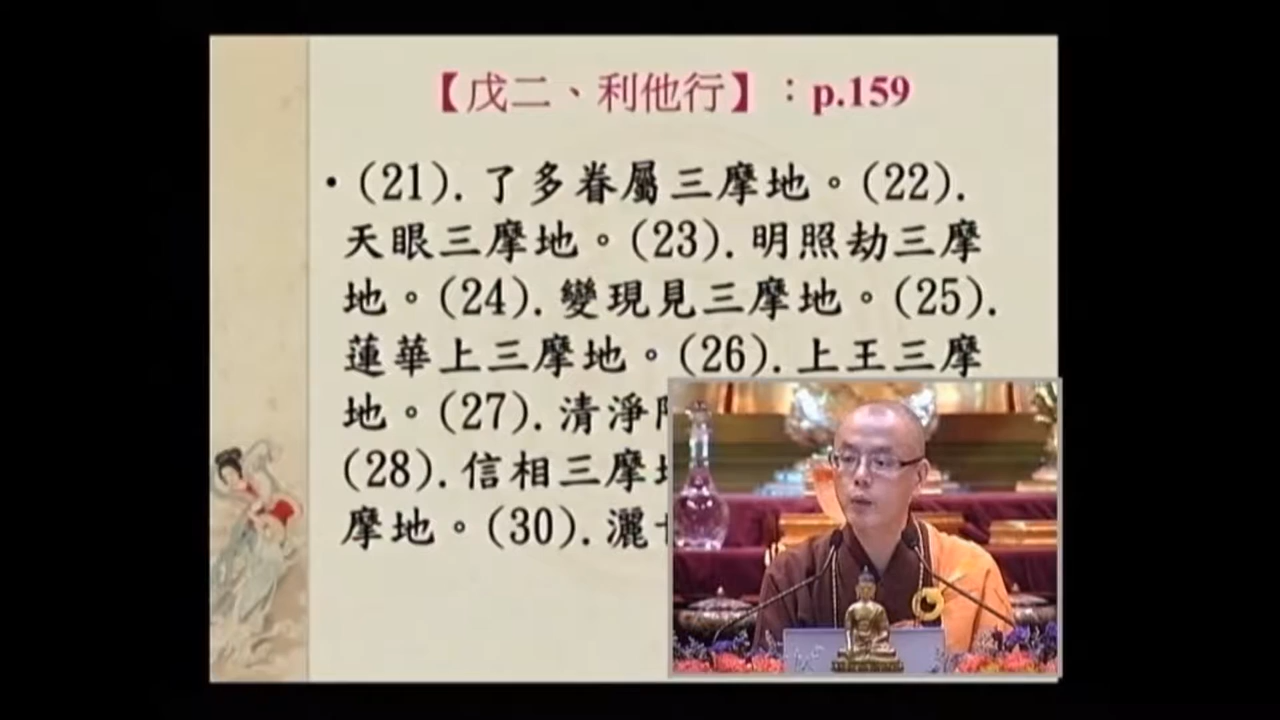 【戊二、利他行】：p.159
•(21).了多眷屬三摩地。(22).
天眼三摩地。(23).明照劫三摩
地。(24).變現見三摩地。(25).
蓮華上三摩地。(26).上王三摩
地。(27).清淨
(28).信相三摩
摩地。(30).灑